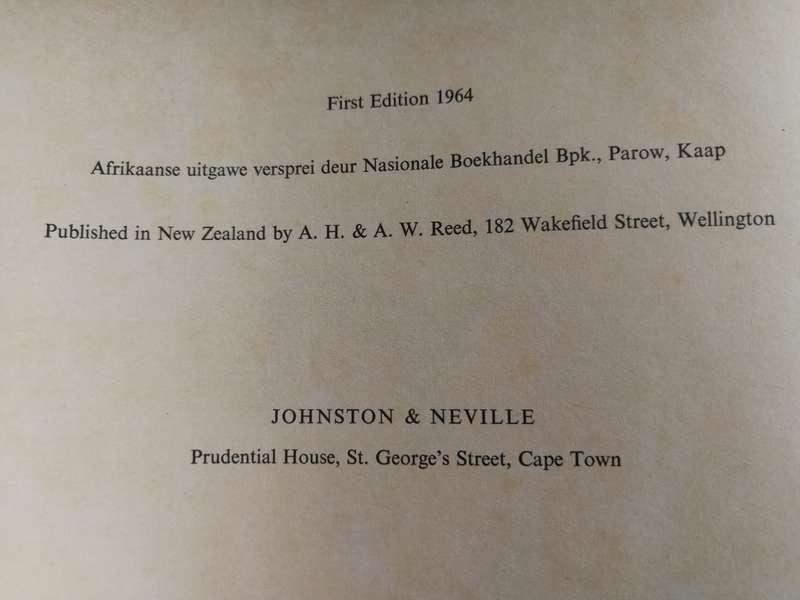 First Edition 1964
Afrikaanse uitgawe versprei deur Nasionale Boekhandel Bpk., Parow, Kaap
Published in New Zealand by A. H. & A. W. Reed, 182 Wakefield Street, Wellington
JOHNSTON & NEVILLE
Prudential House, St. George's Street, Cape Town